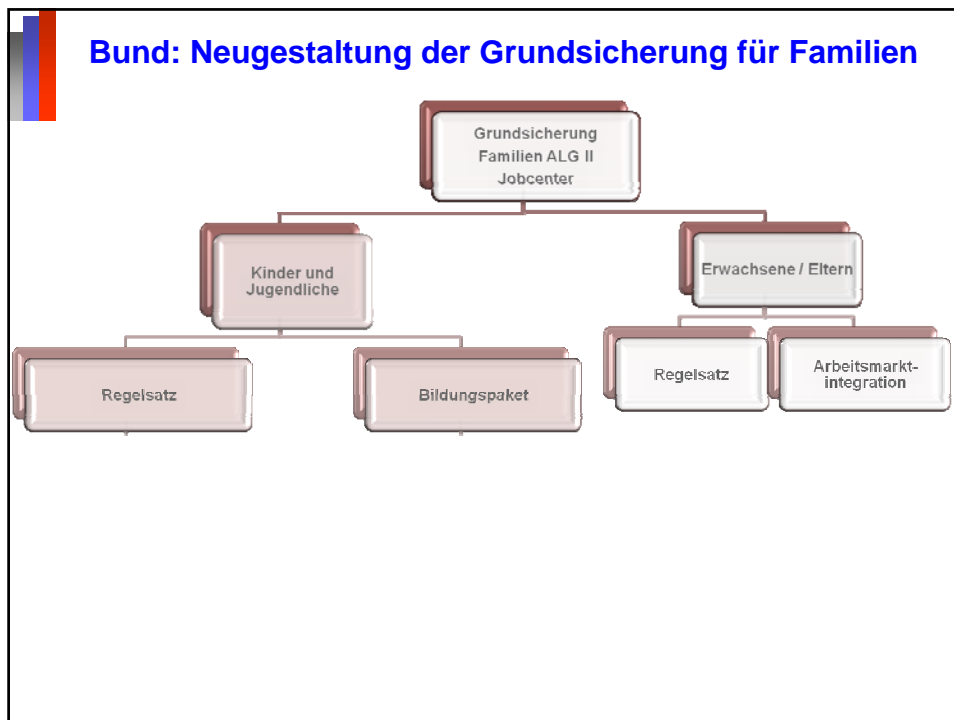 Bund: Neugestaltung der Grundsicherung für Familien
Grundsicherung
Familien ALG II
Jobcenter
Kinder und
Jugendliche
Erwachsene / Eltern
Regelsatz
Bildungspaket
Regelsatz
Arbeitsmarkt-
integration